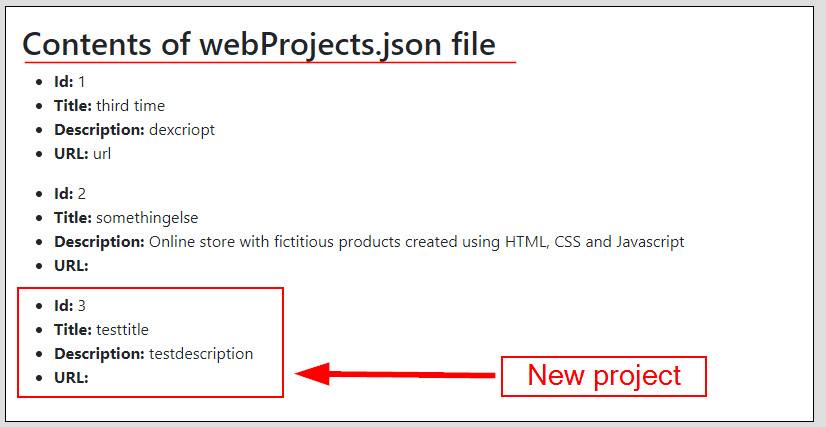 Contents of webProjects.json file
• Id: 1
• Title: third time
• Description: dexcriopt
• URL: url
• Id: 2
• Title: somethingelse
• Description: Online store with fictitious products created using HTML, CSS and Javascript
• URL:
• Id: 3
• Title: testtitle
• Description: testdescription
• URL:
New project